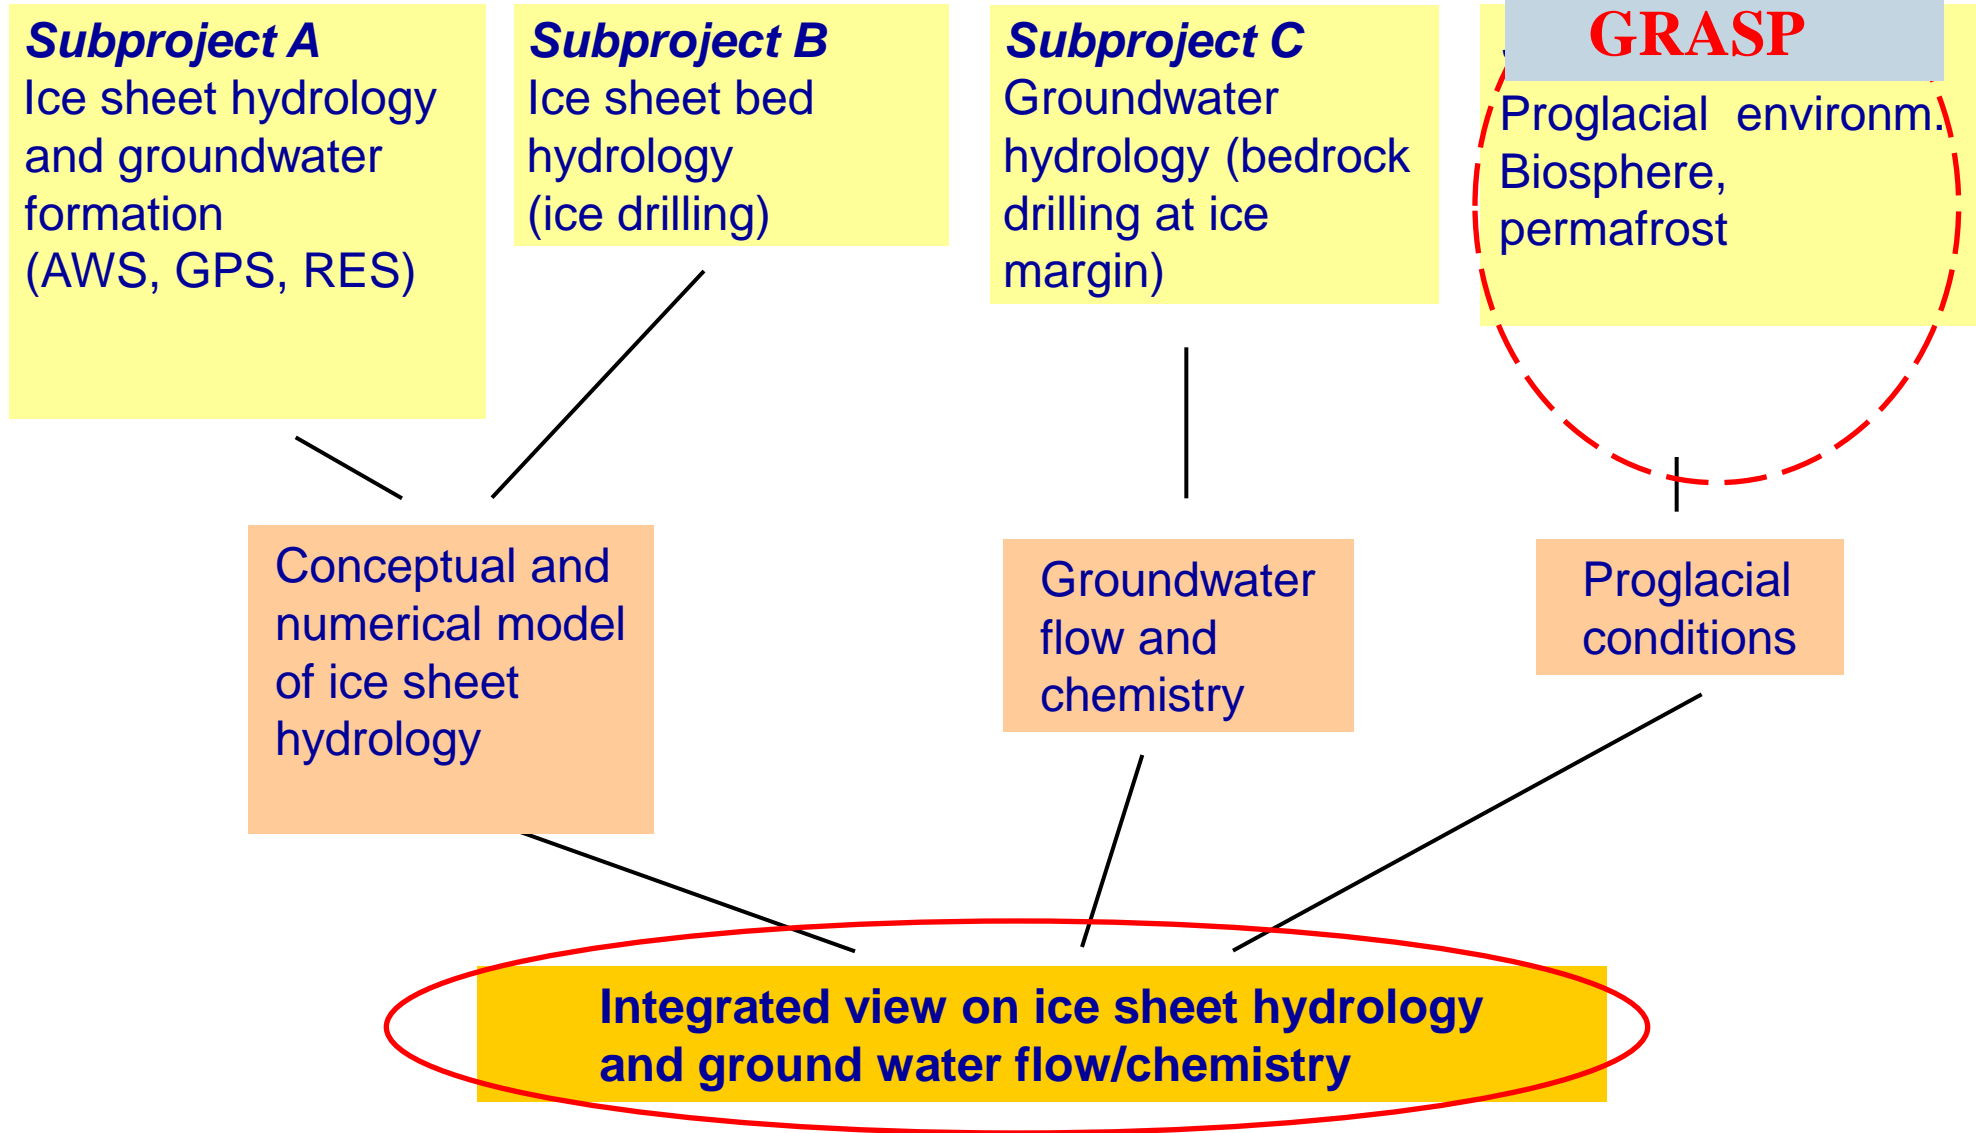 Subproject A
Ice sheet hydrology
and groundwater
formation
(AWS, GPS, RES)
Subproject B
Ice sheet bed
hydrology
(ice drilling)
Subproject C
Groundwater
hydrology (bedrock
drilling at ice
margin)
GRASP
Proglacial environm.
Biosphere,
permafrost
Conceptual and
numerical model
of ice sheet
hydrology
Groundwater
flow and
chemistry
Proglacial
conditions
Integrated view on ice sheet hydrology
and ground water flow/chemistry